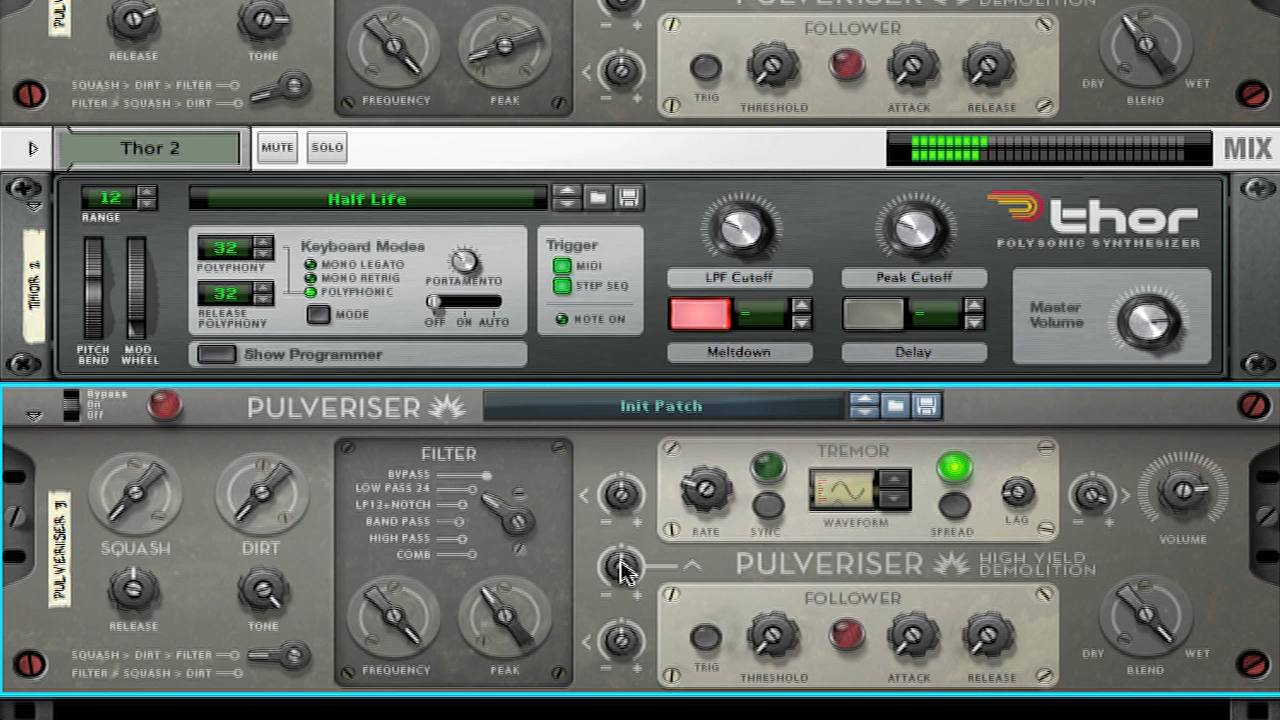 PULVERISER
DEMOLITION
FOLLOWER
RELEASE
TONE
SQUASH > DIRT > FILTER
FILTER > SQUASH > DIRT
FREQUENCY
PEAK
TRIG
THRESHOLD
ATTACK
RELEASE
DRY
WET
BLEND
Thor 2
MUTE
SOLO
MIX
12
RANGE
Half Life
thor
POLYSONIC SYNTHESIZER
THOR 2
32
POLYPHONY
32
RELEASE
POLYPHONY
Keyboard Modes
MONO LEGATO
MONO RETRIG
POLYPHONIC
MODE
PORTAMENTO
OFF ON AUTO
Trigger
MIDI
STEP SEQ
NOTE ON
LPF Cutoff
Peak Cutoff
Meltdown
Delay
Master
Volume
PITCH
BEND
MOD
WHEEL
Show Programmer
Bypass
On
Off
PULVERISER
Init Patch
PULVERISER 3
SQUASH
DIRT
RELEASE
TONE
SQUASH > DIRT > FILTER
FILTER > SQUASH > DIRT
FILTER
BYPASS
LOW PASS 24
LP12+NOTCH
BAND PASS
HIGH PASS
COMB
FREQUENCY
PEAK
TREMOR
RATE
SYNC
WAVEFORM
SPREAD
LAG
VOLUME
PULVERISER
HIGH YIELD
DEMOLITION
FOLLOWER
TRIG
THRESHOLD
ATTACK
RELEASE
DRY
WET
BLEND